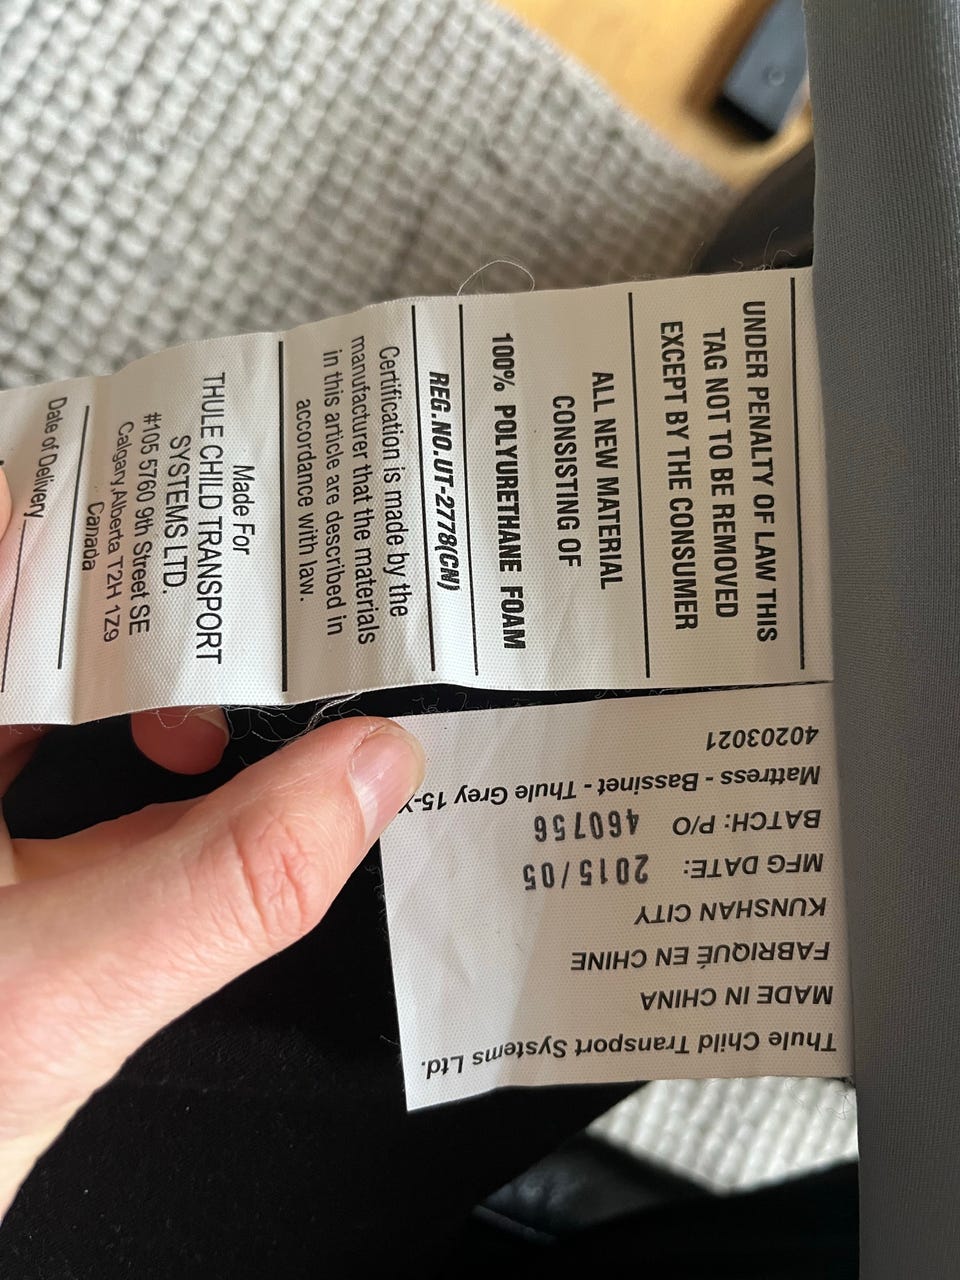 UNDER PENALTY OF LAW THIS
TAG NOT TO BE REMOVED
EXCEPT BY THE CONSUMER
ALL NEW MATERIAL
CONSISTING OF
100% POLYURETHANE FOAM
REG.NO.UT-2778(CN)
Certification is made by the
manufacturer that the materials
in this article are described in
accordance with law.
Made For
THULE CHILD TRANSPORT
SYSTEMS LTD.
#105 5760 9th Street SE
Calgary,Alberta T2H 1Z9
Canada
Date of Delivery
Thule Child Transport Systems Ltd.
MADE IN CHINA
FABRIQUÉ EN CHINE
KUNSHAN CITY
MFG DATE: 2015/05
BATCH: P/O 460756
Mattress - Bassinet - Thule Grey 15-X
40203021